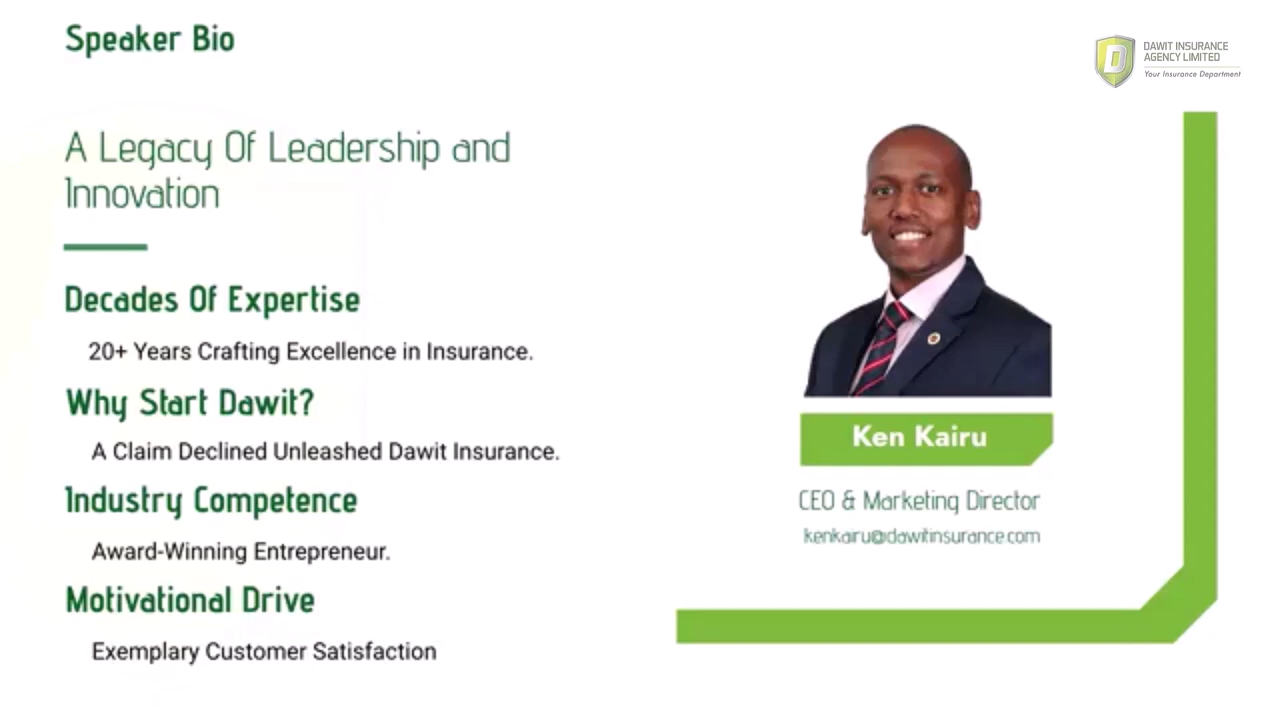 Speaker Bio
DAWIT INSURANCE
AGENCY LIMITED
Your Insurance Department
A Legacy Of Leadership and
Innovation
Decades Of Expertise
20+ Years Crafting Excellence in Insurance.
Why Start Dawit?
A Claim Declined Unleashed Dawit Insurance.
Industry Competence
Award-Winning Entrepreneur.
Motivational Drive
Exemplary Customer Satisfaction
Ken Kairu
CEO & Marketing Director
kenkairu@dawitinsurance.com